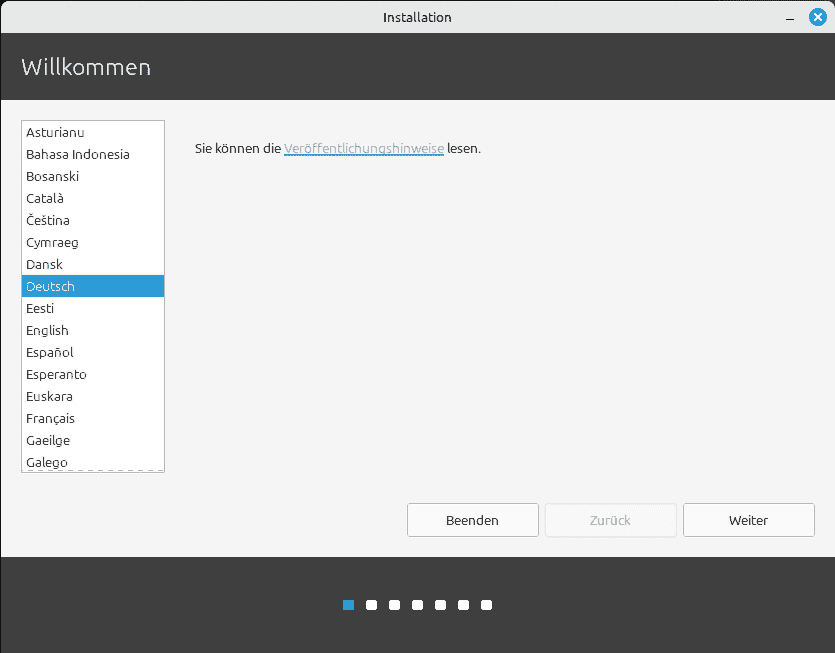 Installation
Willkommen
Asturianu
Bahasa Indonesia
Bosanski
Català
Čeština
Cymraeg
Dansk
Deutsch
Eesti
English
Español
Esperanto
Euskara
Français
Gaeilge
Galego
Sie können die Veröffentlichungshinweise lesen.
Beenden Zurück Weiter